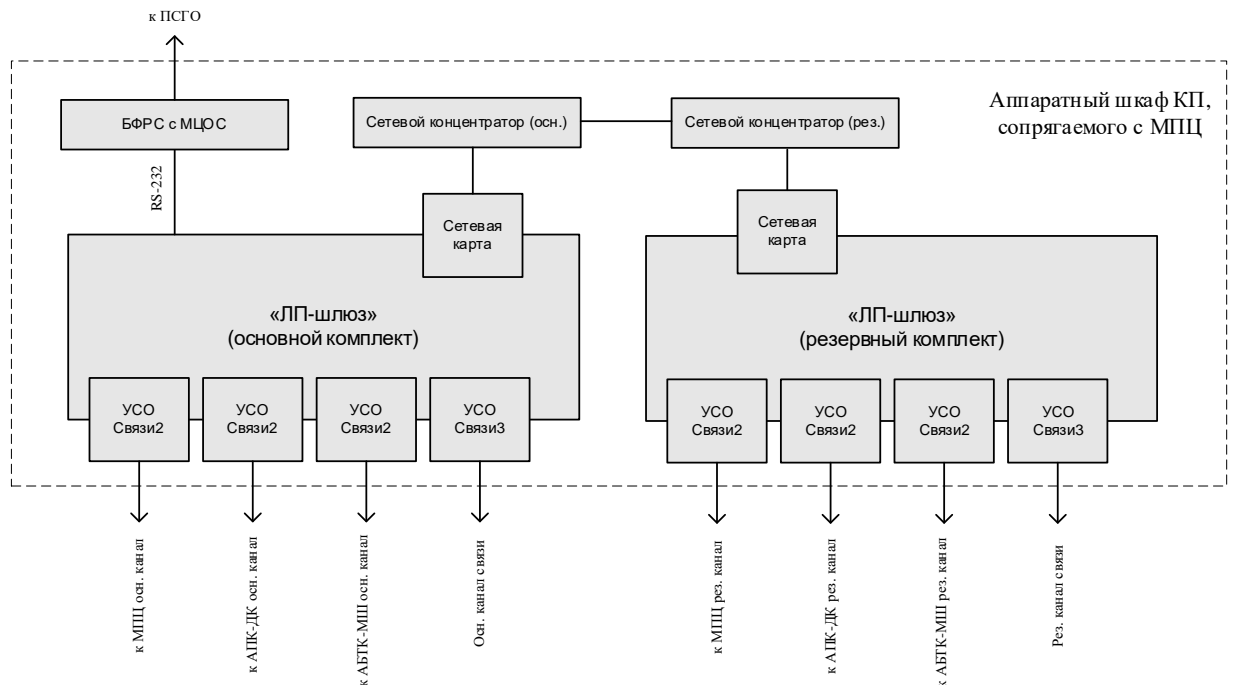 к ПСГО
Аппаратный шкаф КП,
сопрягаемого с МПЦ
БФРС с МЦОС
Сетевой концентратор (осн.)
Сетевой концентратор (рез.)
RS-232
Сетевая
карта
Сетевая
карта
«ЛП-шлюз»
(основной комплект)
«ЛП-шлюз»
(резервный комплект)
УСО
Связи2
УСО
Связи2
УСО
Связи2
УСО
Связи3
УСО
Связи2
УСО
Связи2
УСО
Связи2
УСО
Связи3
к МПЦ осн. канал
к АПК-ДК осн. канал
к АБТК-МШ осн. канал
Осн. канал связи
к МПЦ рез. канал
к АПК-ДК рез. канал
к АБТК-МШ рез. канал
Рез. канал связи